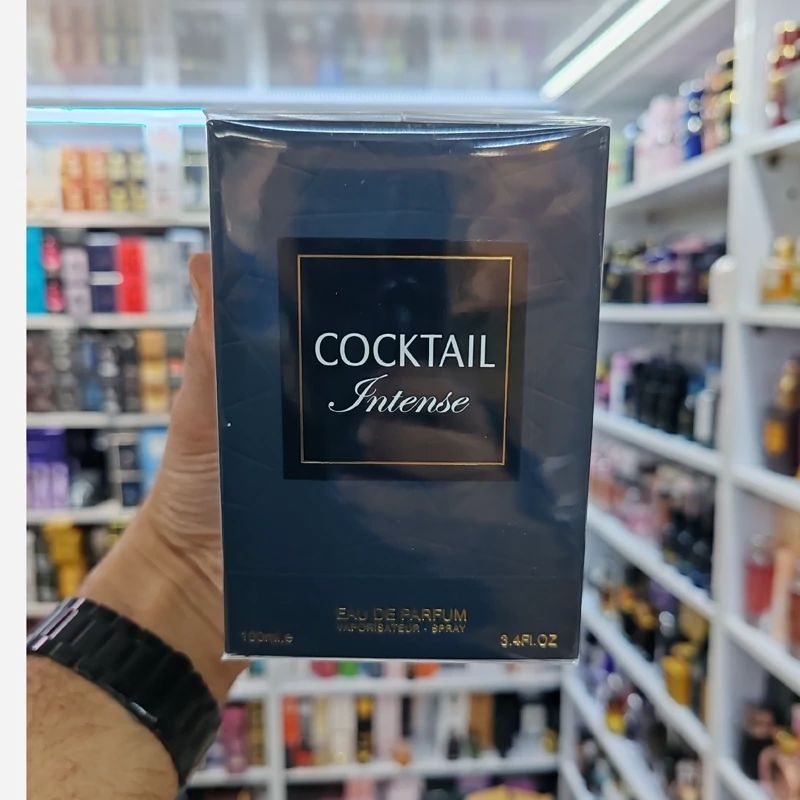 COCKTAIL
Intense
EAU DE PARFUM
VAPORISATEUR - SPRAY
100ml.e
3.4Fl.OZ